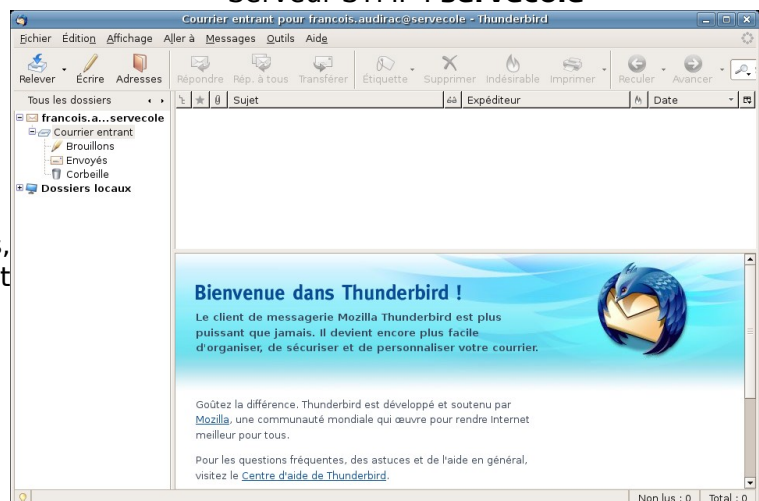 Courrier entrant pour francois.audirac@servecole - Thunderbird
Fichier Édition Affichage Aller à Messages Outils Aide
Relever Écrire Adresses Répondre Rép. à tous Transférer Étiquette Supprimer Indésirable Imprimer Reculer Avancer
Tous les dossiers Sujet Expéditeur Date
francois.a...servecole
Courrier entrant
Brouillons
Envoyés
Corbeille
Dossiers locaux
Bienvenue dans Thunderbird !
Le client de messagerie Mozilla Thunderbird est plus
puissant que jamais. Il devient encore plus facile
d'organiser, de sécuriser et de personnaliser votre courrier.
Goûtez la différence. Thunderbird est développé et soutenu par
Mozilla, une communauté mondiale qui œuvre pour rendre Internet
meilleur pour tous.
Pour les questions fréquentes, des astuces et de l'aide en général,
visitez le Centre d'aide de Thunderbird.
Non lus : 0 Total : 0